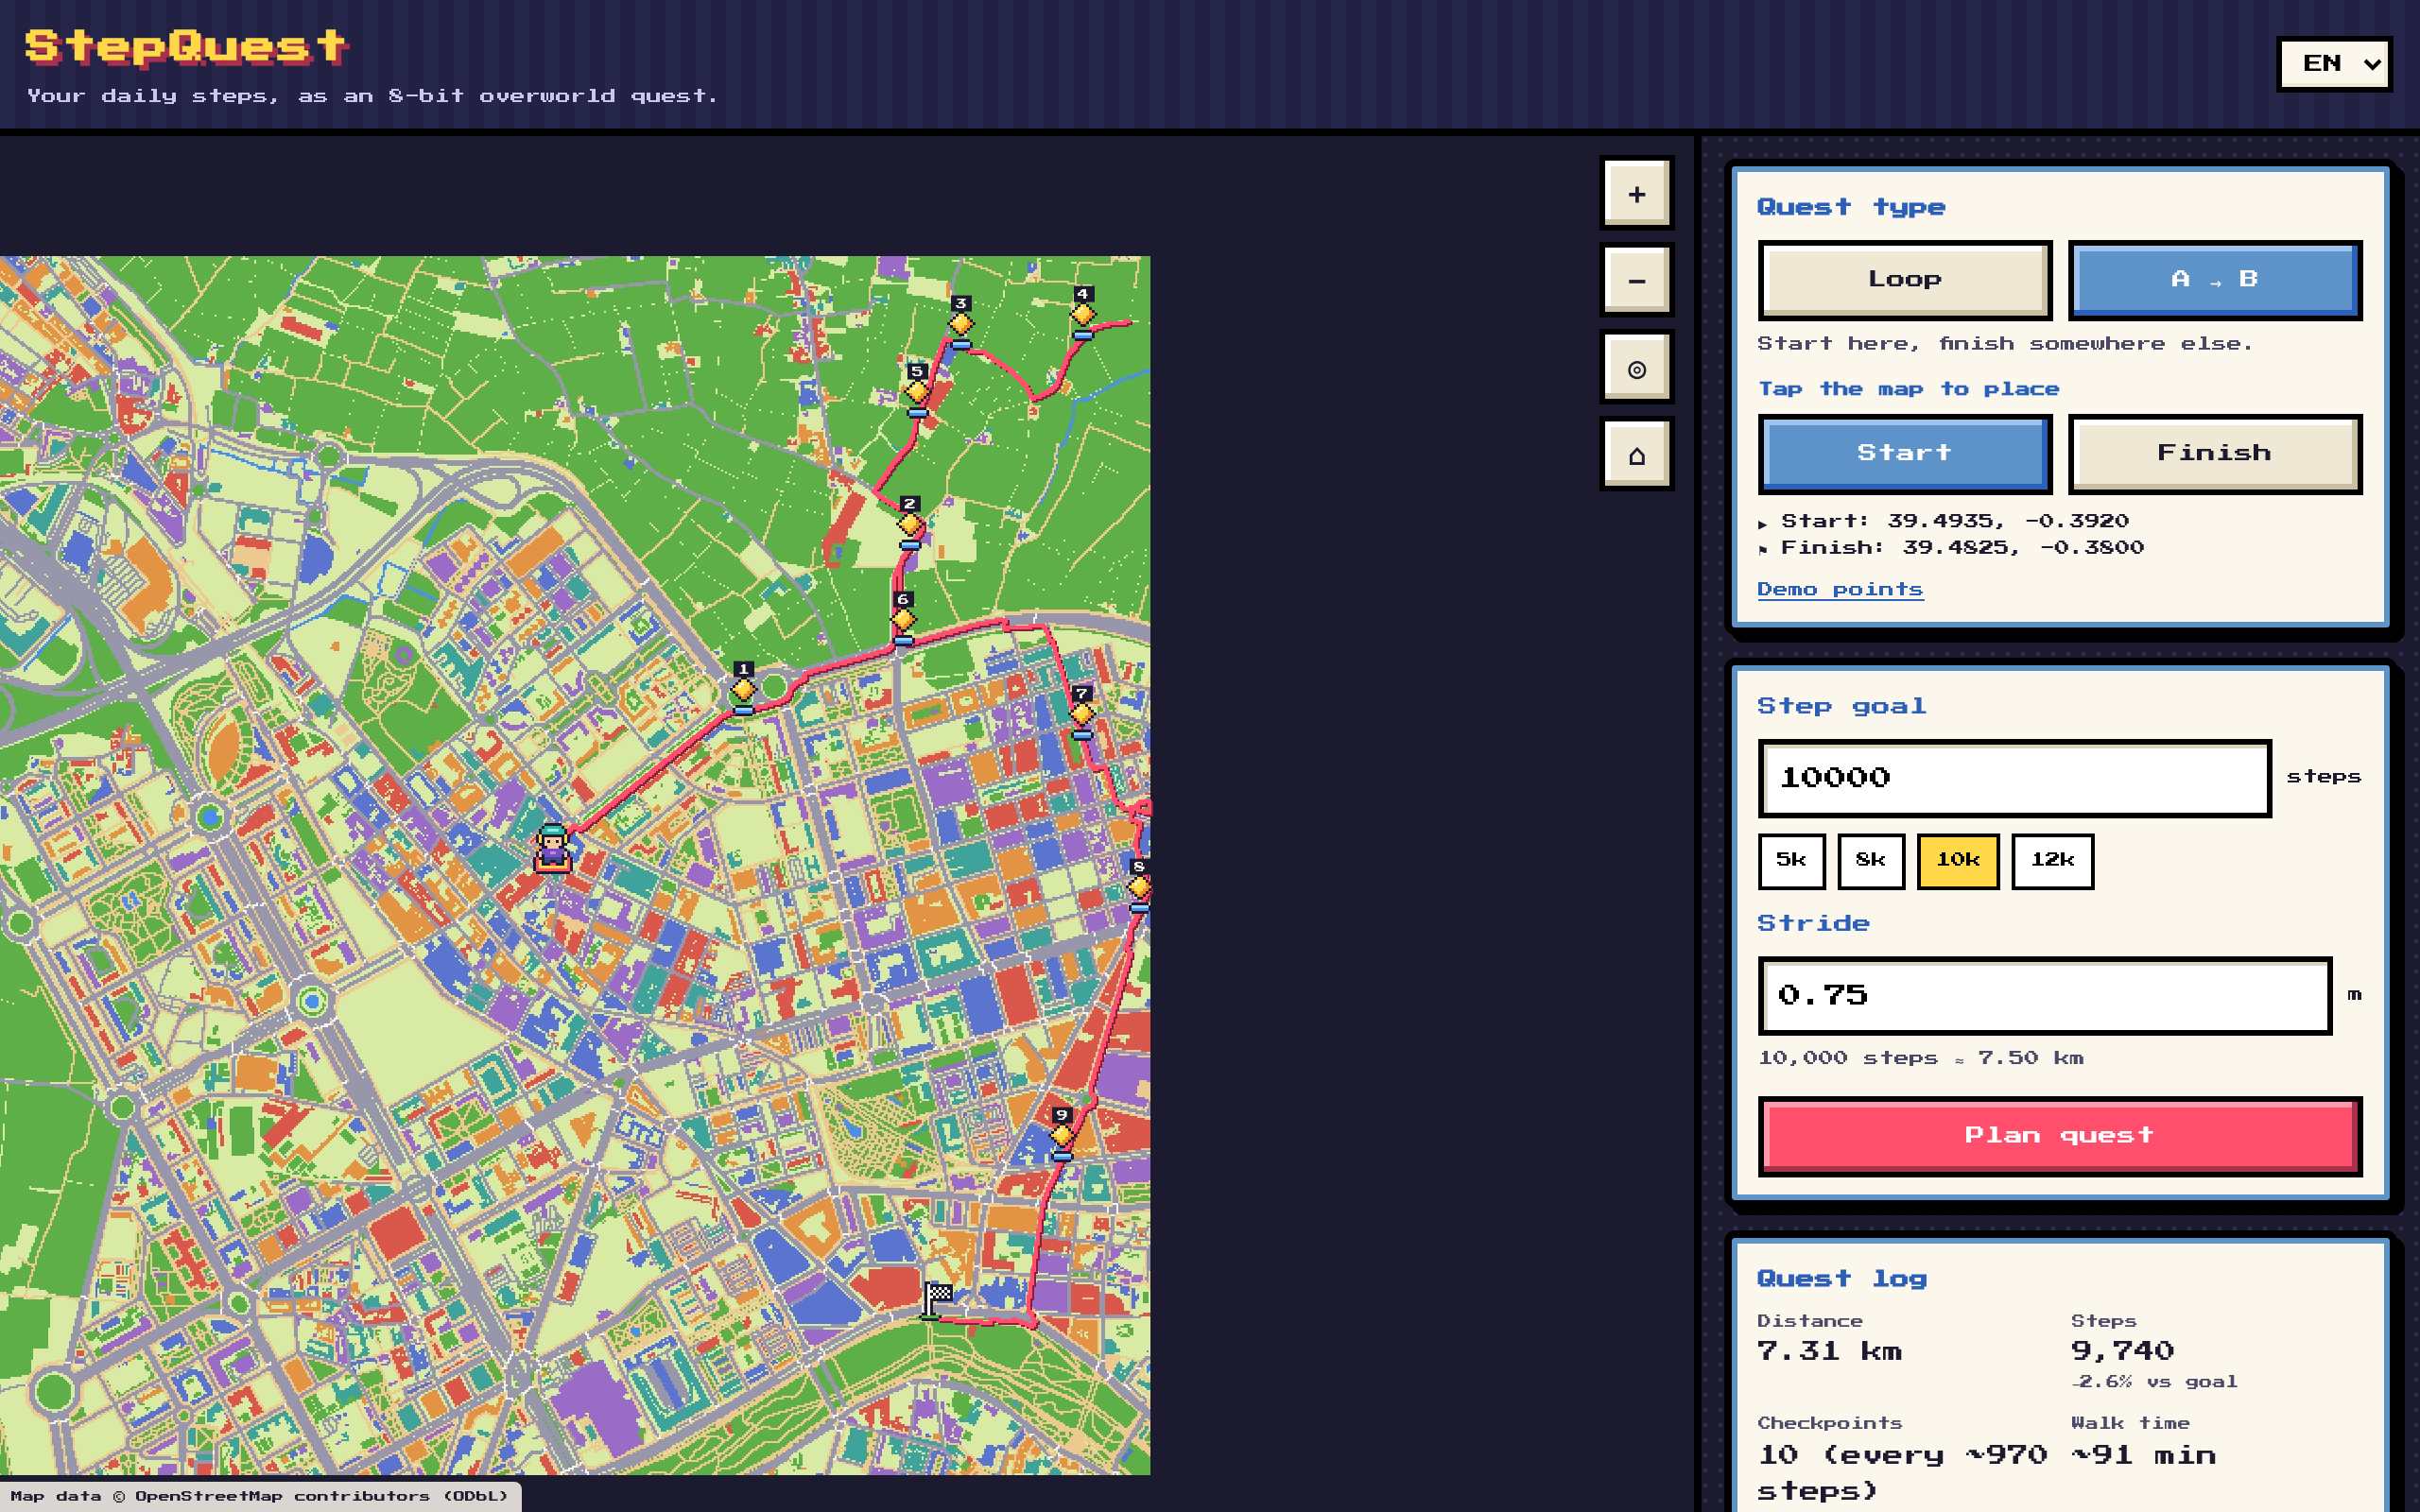 StepQuest
Your daily steps, as an 8-bit overworld quest.
EN
+
−
3
4
5
2
6
1
7
8
9
Map data © OpenStreetMap contributors (ODbL)
Quest type
Loop
A → B
Start here, finish somewhere else.
Tap the map to place
Start
Finish
Start: 39.4935, -0.3920
Finish: 39.4825, -0.3800
Demo points
Step goal
10000 steps
5k 8k 10k 12k
Stride
0.75 m
10,000 steps ≈ 7.50 km
Plan quest
Quest log
Distance
7.31 km
Steps
9,740
-2.6% vs goal
Checkpoints
10 (every ~970 steps)
Walk time
~91 min